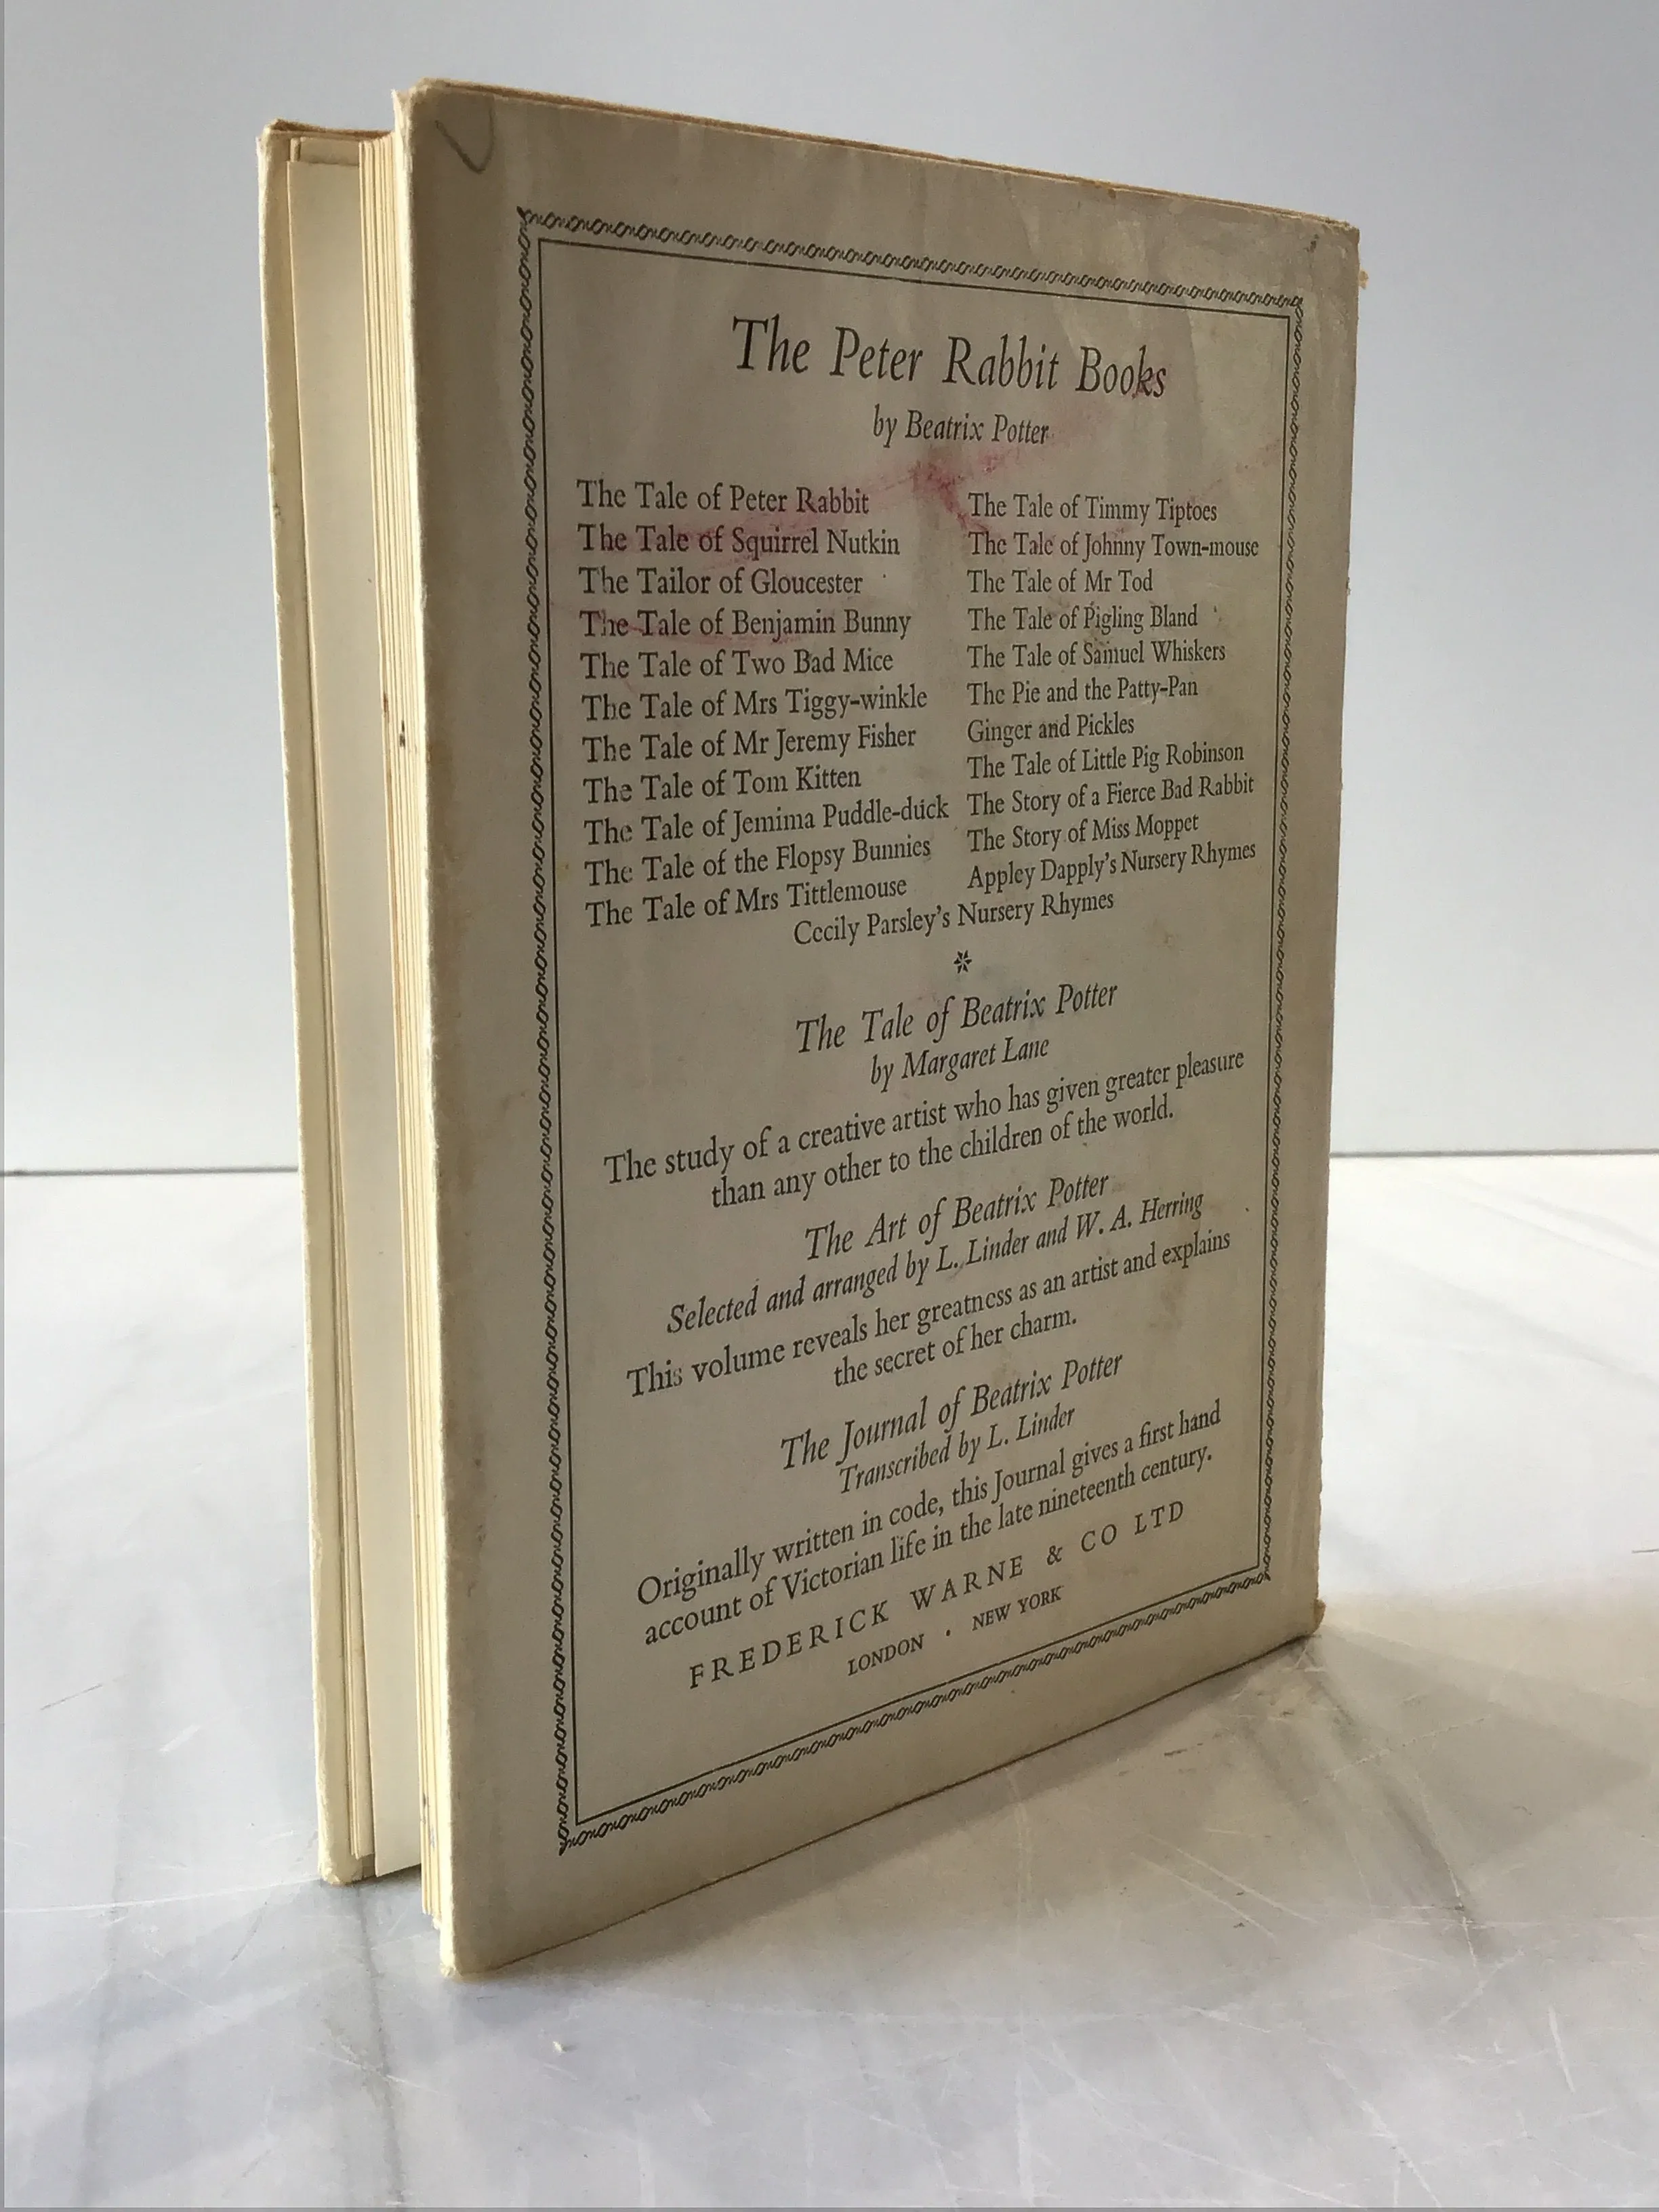 The Peter Rabbit Books
by Beatrix Potter
The Tale of Peter Rabbit
The Tale of Squirrel Nutkin
The Tailor of Gloucester
The Tale of Benjamin Bunny
The Tale of Two Bad Mice
The Tale of Mrs Tiggy-winkle
The Tale of Mr Jeremy Fisher
The Tale of Tom Kitten
The Tale of Jemima Puddle-duck
The Tale of the Flopsy Bunnies
The Tale of Mrs Tittlemouse
The Tale of Timmy Tiptoes
The Tale of Johnny Town-mouse
The Tale of Mr Tod
The Tale of Pigling Bland
The Tale of Samuel Whiskers
The Pie and the Patty-Pan
Ginger and Pickles
The Tale of Little Pig Robinson
The Story of a Fierce Bad Rabbit
The Story of Miss Moppet
Appley Dapply's Nursery Rhymes
Cecily Parsley's Nursery Rhymes
The Tale of Beatrix Potter
by Margaret Lane
The study of a creative artist who has given greater pleasure
than any other to the children of the world.
The Art of Beatrix Potter
Selected and arranged by L. Linder and W. A. Herring
This volume reveals her greatness as an artist and explains
the secret of her charm.
The Journal of Beatrix Potter
Transcribed by L. Linder
Originally written in code, this Journal gives a first hand
account of Victorian life in the late nineteenth century.
FREDERICK WARNE & CO LTD
LONDON · NEW YORK